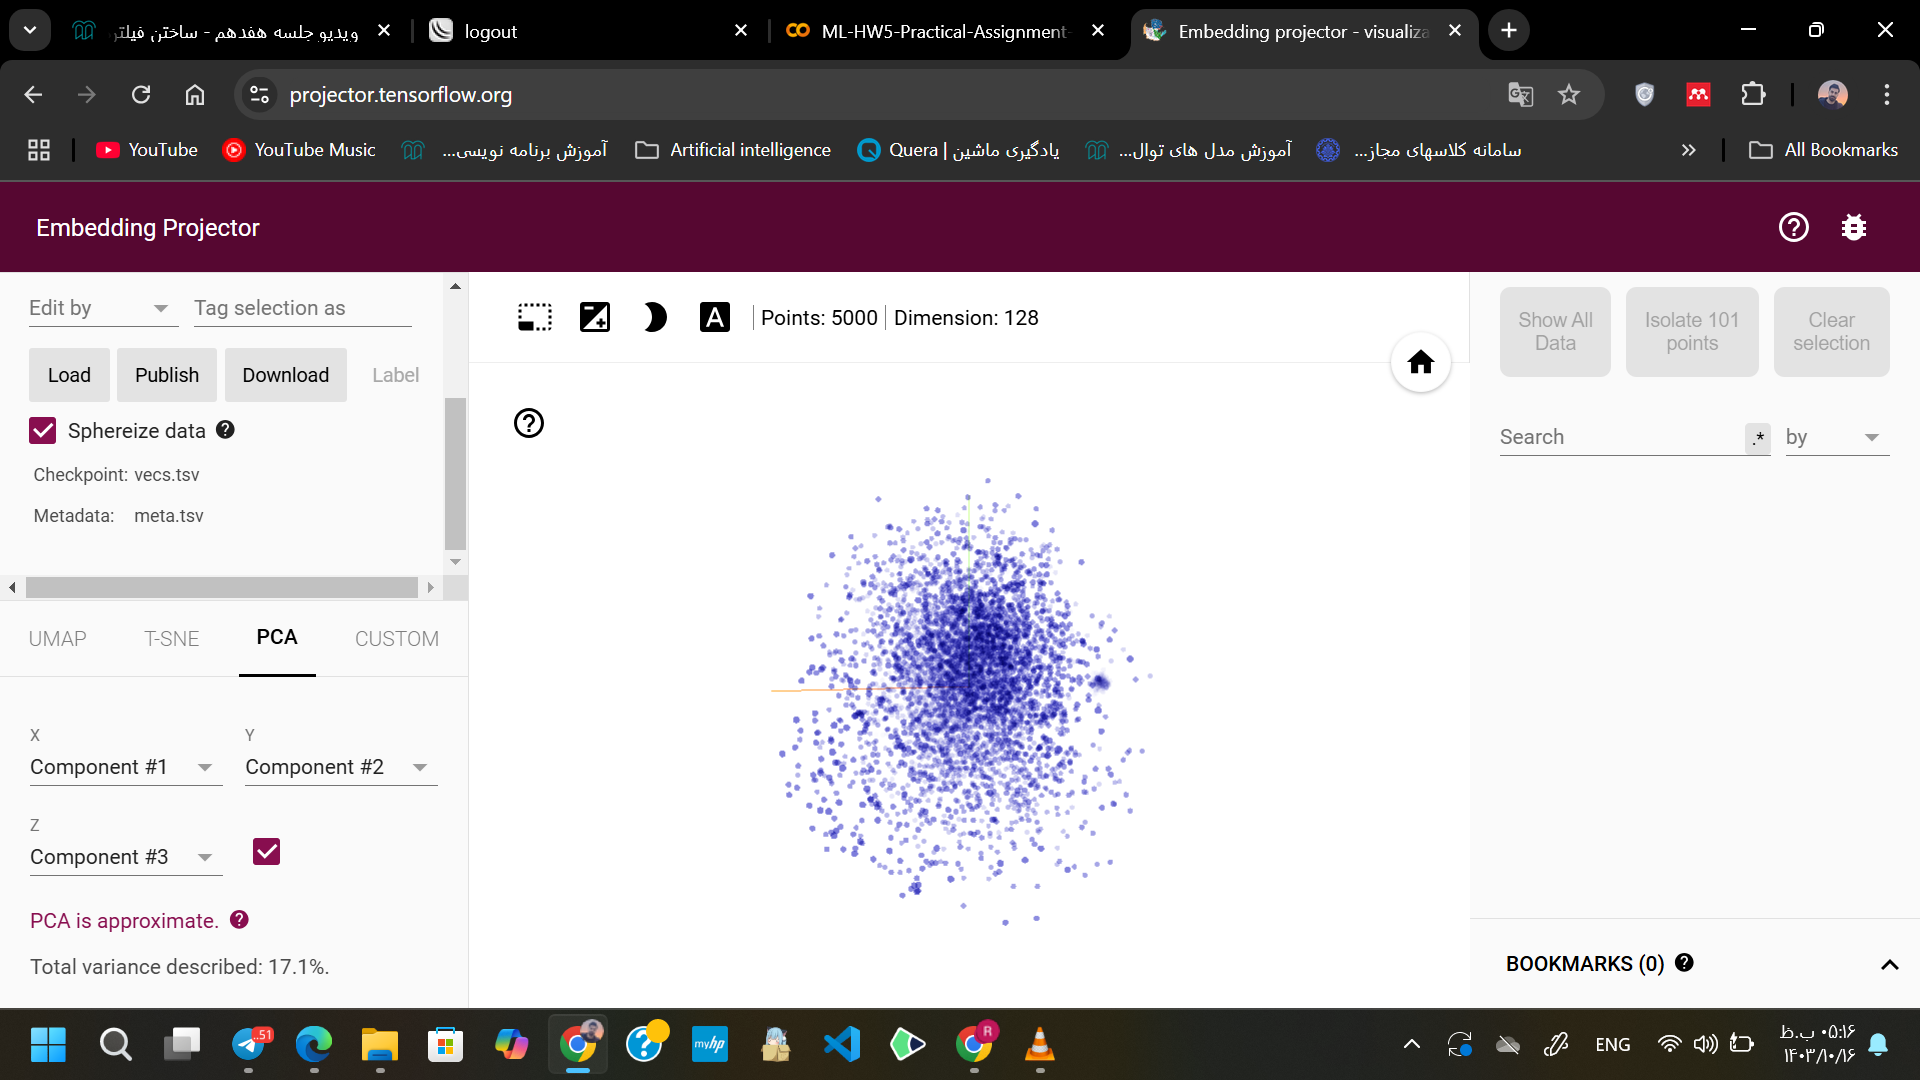 ویدیو جلسه هفدهم - ساختن فیلتر
logout
ML-HW5-Practical-Assignment-
Embedding projector - visualiza
projector.tensorflow.org
YouTube
YouTube Music
آموزش برنامه نویسی...
Artificial intelligence
Quera | یادگیری ماشین
آموزش مدل های توال...
سامانه کلاسهای مجاز...
All Bookmarks
Embedding Projector
Edit by
Tag selection as
Load
Publish
Download
Label
Sphereize data
Checkpoint: vecs.tsv
Metadata: meta.tsv
UMAP
T-SNE
PCA
CUSTOM
X
Y
Component #1
Component #2
Z
Component #3
PCA is approximate.
Total variance described: 17.1%.
A
Points: 5000
Dimension: 128
Show All
Data
Isolate 101
points
Clear
selection
Search
.*
by
BOOKMARKS (0)
51
myhp
R
ENG
۰۵:۱۶ ب.ظ
۱۴۰۳/۱۰/۱۶